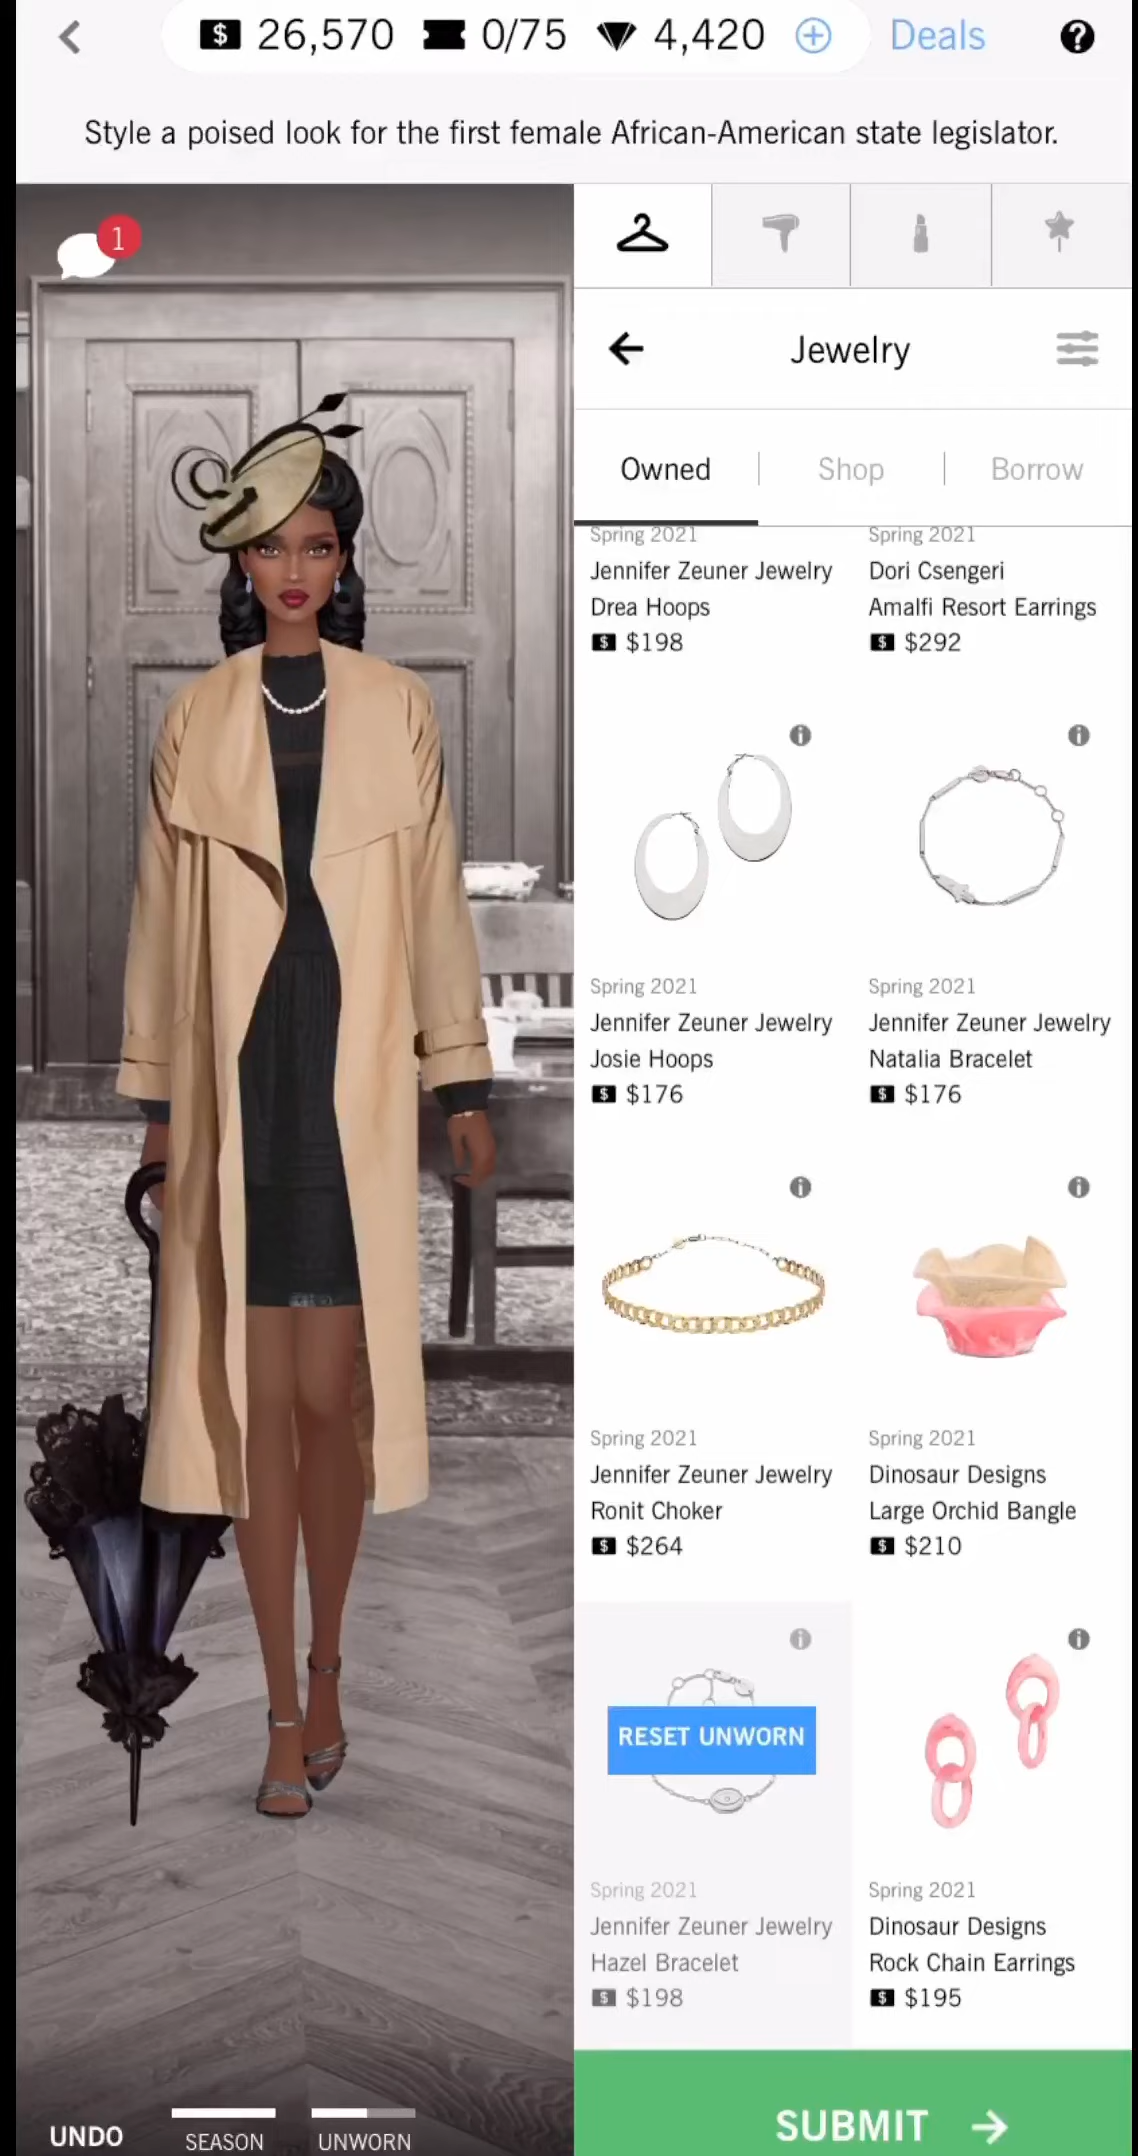 26,570 0/75 4,420 Deals ?
Style a poised look for the first female African-American state legislator.
1
Jewelry
Owned Shop Borrow
Spring 2021 Spring 2021
Jennifer Zeuner Jewelry Dori Csengeri
Drea Hoops Amalfi Resort Earrings
$ $198 $ $292
Spring 2021 Spring 2021
Jennifer Zeuner Jewelry Jennifer Zeuner Jewelry
Josie Hoops Natalia Bracelet
$ $176 $ $176
Spring 2021 Spring 2021
Jennifer Zeuner Jewelry Dinosaur Designs
Ronit Choker Large Orchid Bangle
$ $264 $ $210
RESET UNWORN
Spring 2021 Spring 2021
Jennifer Zeuner Jewelry Dinosaur Designs
Hazel Bracelet Rock Chain Earrings
$ $198 $ $195
UNDO SEASON UNWORN SUBMIT